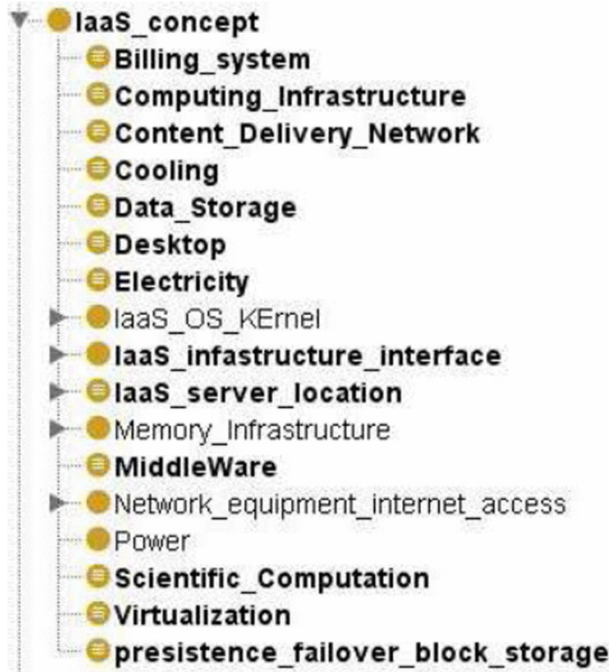 IaaS_concept
Billing_system
Computing_Infrastructure
Content_Delivery_Network
Cooling
Data_Storage
Desktop
Electricity
IaaS_OS_KErnel
IaaS_infastructure_interface
IaaS_server_location
Memory_Infrastructure
MiddleWare
Network_equipment_internet_access
Power
Scientific_Computation
Virtualization
presistence_failover_block_storage